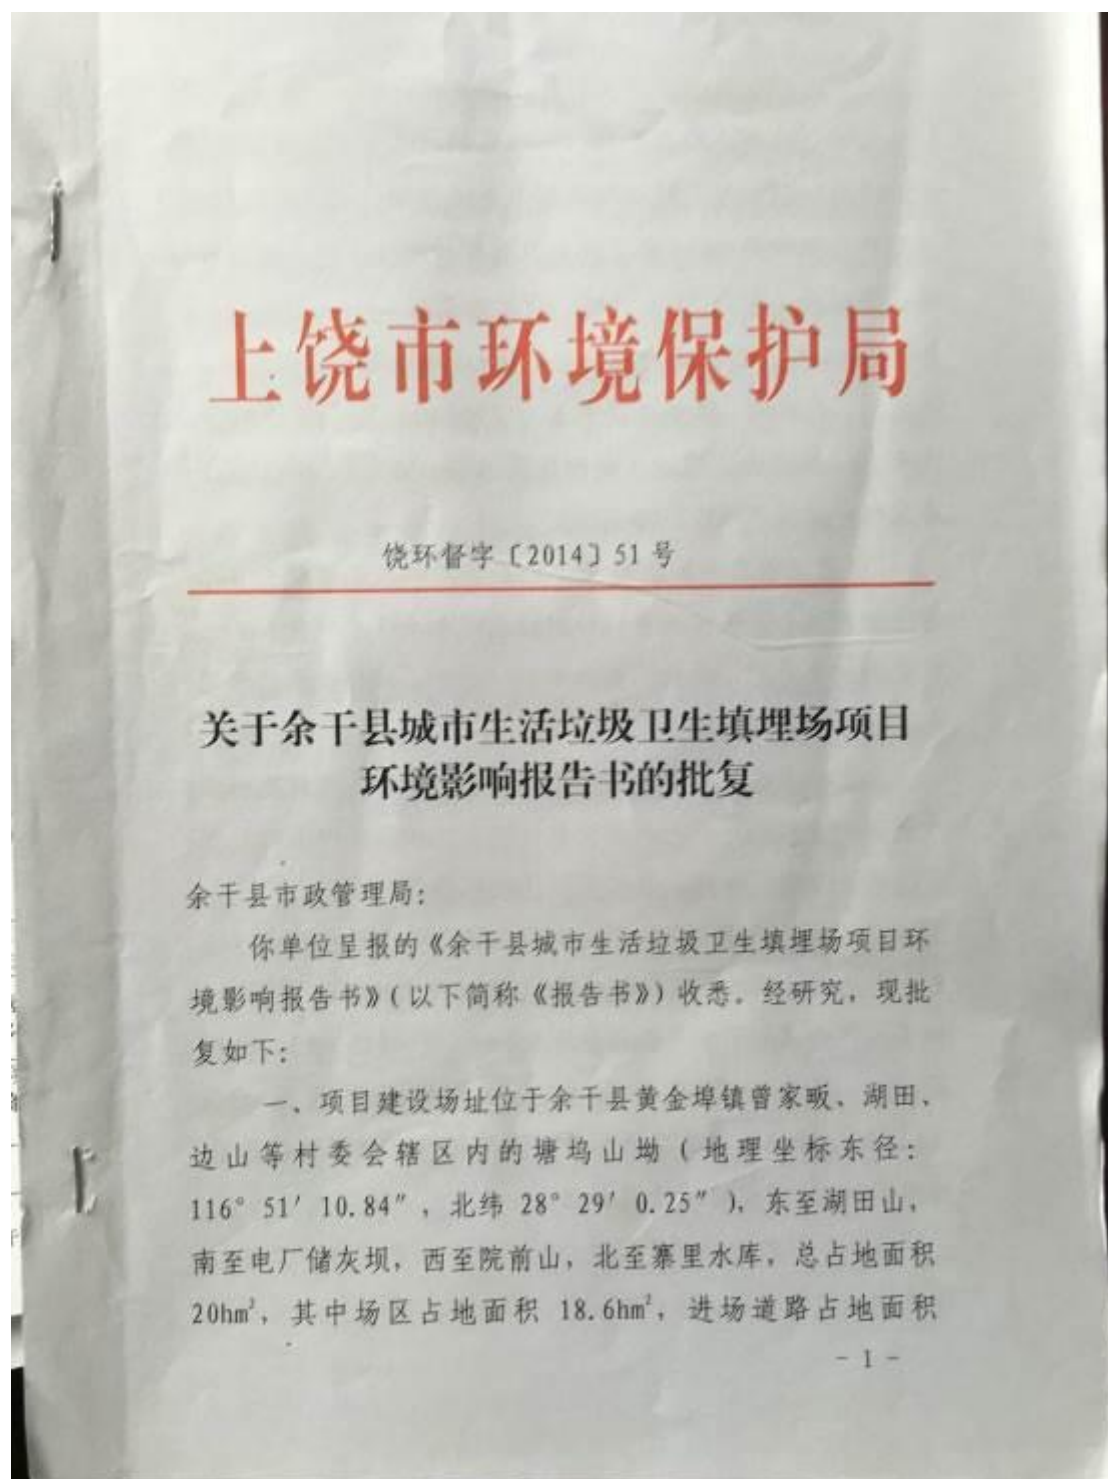 上饶市环境保护局
饶环督字〔2014〕51 号
关于余干县城市生活垃圾卫生填埋场项目
环境影响报告书的批复
余干县市政管理局：
你单位呈报的《余干县城市生活垃圾卫生填埋场项目环
境影响报告书》（以下简称《报告书》）收悉。经研究，现批
复如下：
一、项目建设场址位于余干县黄金埠镇曾家畈、湖田、
边山等村委会辖区内的塘坞山坳（地理坐标东径：
116° 51′ 10.84″，北纬 28° 29′ 0.25″），东至湖田山，
南至电厂储灰坝，西至院前山，北至寨里水库，总占地面积
20hm²，其中场区占地面积 18.6hm²，进场道路占地面积
- 1 -